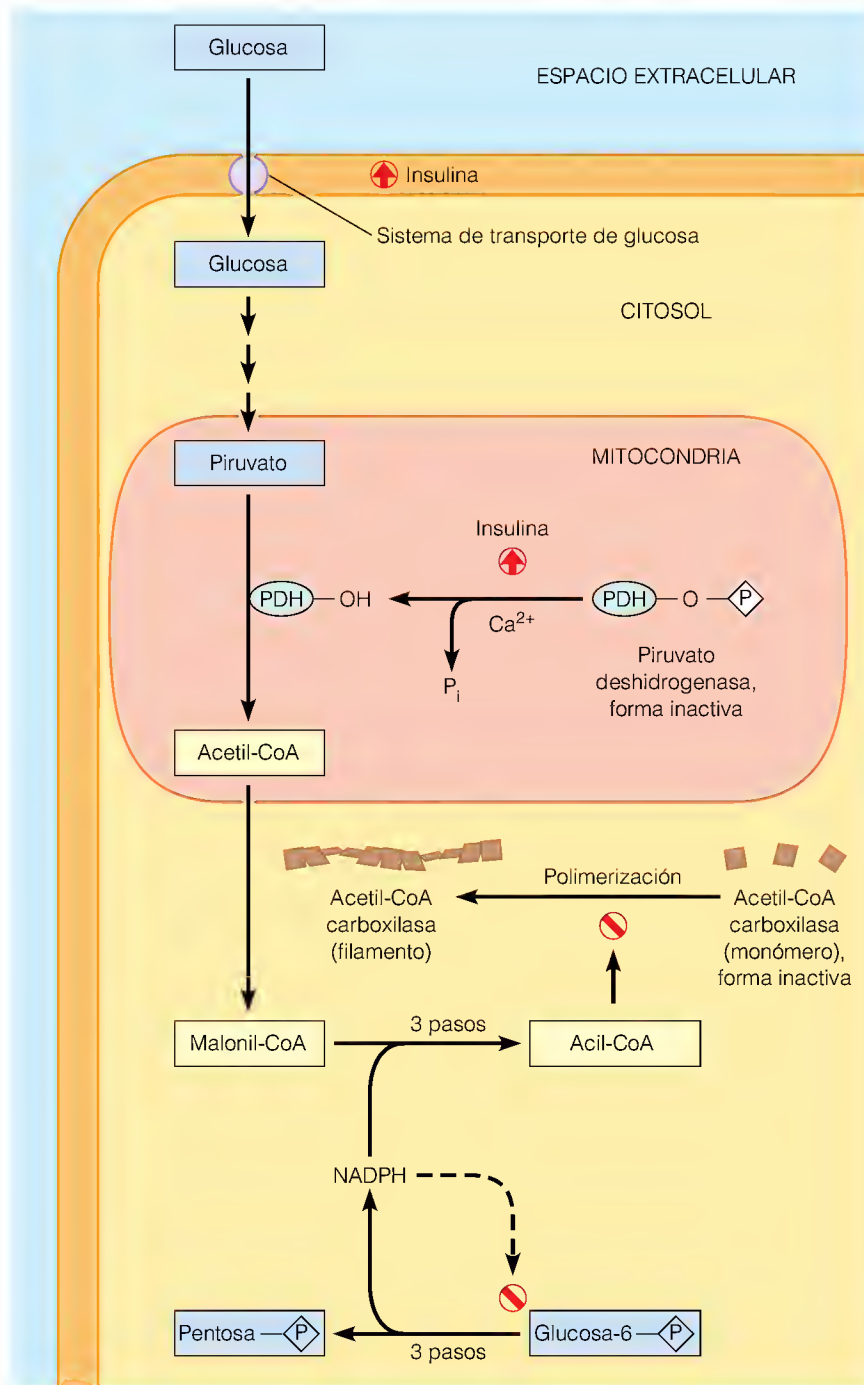 Glucosa
ESPACIO EXTRACELULAR
Insulina
Sistema de transporte de glucosa
Glucosa
CITOSOL
Piruvato
MITOCONDRIA
Insulina
PDH — OH
Ca²⁺
PDH — O — P
Pᵢ
Piruvato
deshidrogenasa,
forma inactiva
Acetil-CoA
Polimerización
Acetil-CoA
carboxilasa
(filamento)
Acetil-CoA
carboxilasa
(monómero),
forma inactiva
Malonil-CoA
3 pasos
Acil-CoA
NADPH
Pentosa — P
3 pasos
Glucosa-6 — P